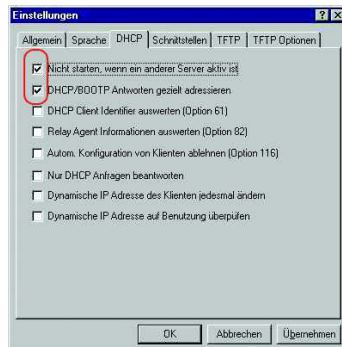 Einstellungen
Allgemein Sprache DHCP Schnittstellen TFTP TFTP Optionen
Nicht starten, wenn ein anderer Server aktiv ist
DHCP/BOOTP Antworten gezielt adressieren
DHCP Client Identifier auswerten (Option 61)
Relay Agent Informationen auswerten (Option 82)
Autom. Konfiguration von Klienten ablehnen (Option 116)
Nur DHCP Anfragen beantworten
Dynamische IP Adresse des Klienten jedesmal ändern
Dynamische IP Adresse auf Benutzung überpüfen
OK Abbrechen Übernehmen